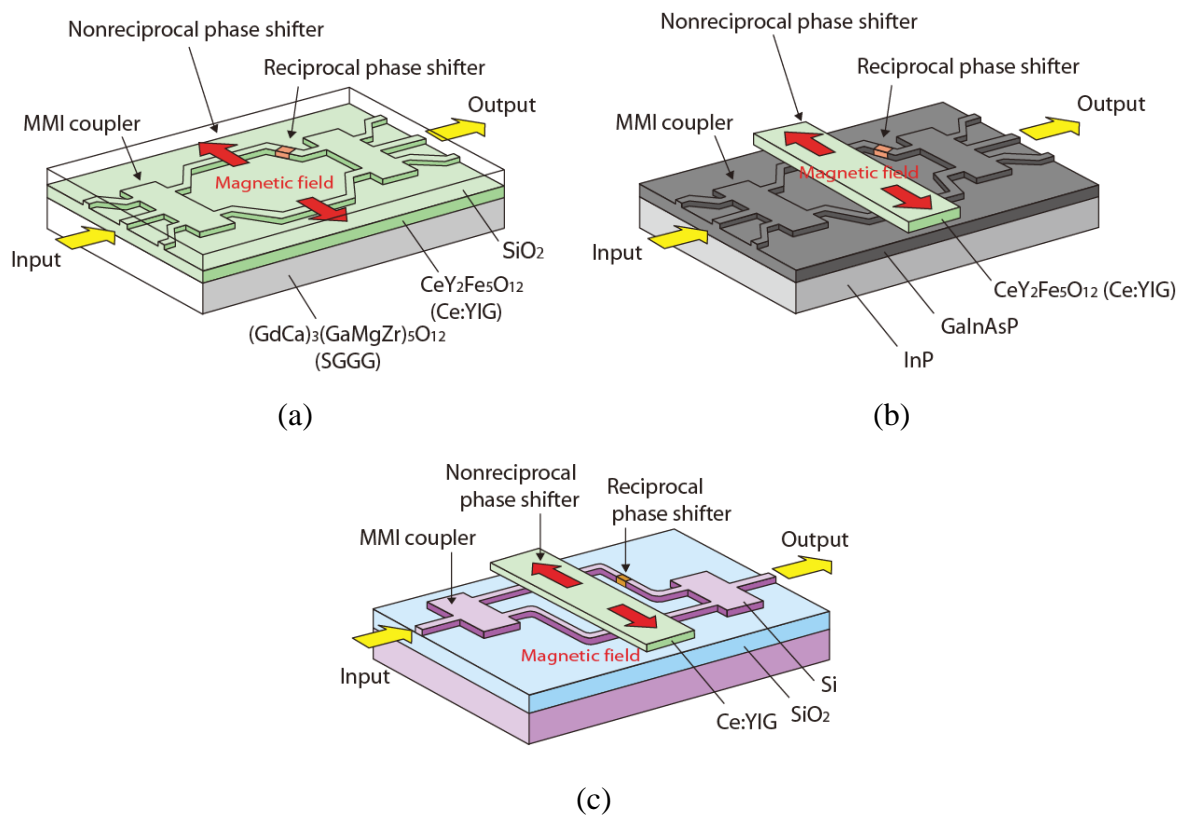 Nonreciprocal phase shifter
Reciprocal phase shifter
MMI coupler
Output
Magnetic field
Input
SiO2
CeY2Fe5O12
(Ce:YIG)
(GdCa)3(GaMgZr)5O12
(SGGG)
(a)
Nonreciprocal phase shifter
Reciprocal phase shifter
MMI coupler
Output
Magnetic field
Input
CeY2Fe5O12 (Ce:YIG)
GaInAsP
InP
(b)
Nonreciprocal
phase shifter
Reciprocal
phase shifter
MMI coupler
Output
Magnetic field
Input
Si
SiO2
Ce:YIG
(c)